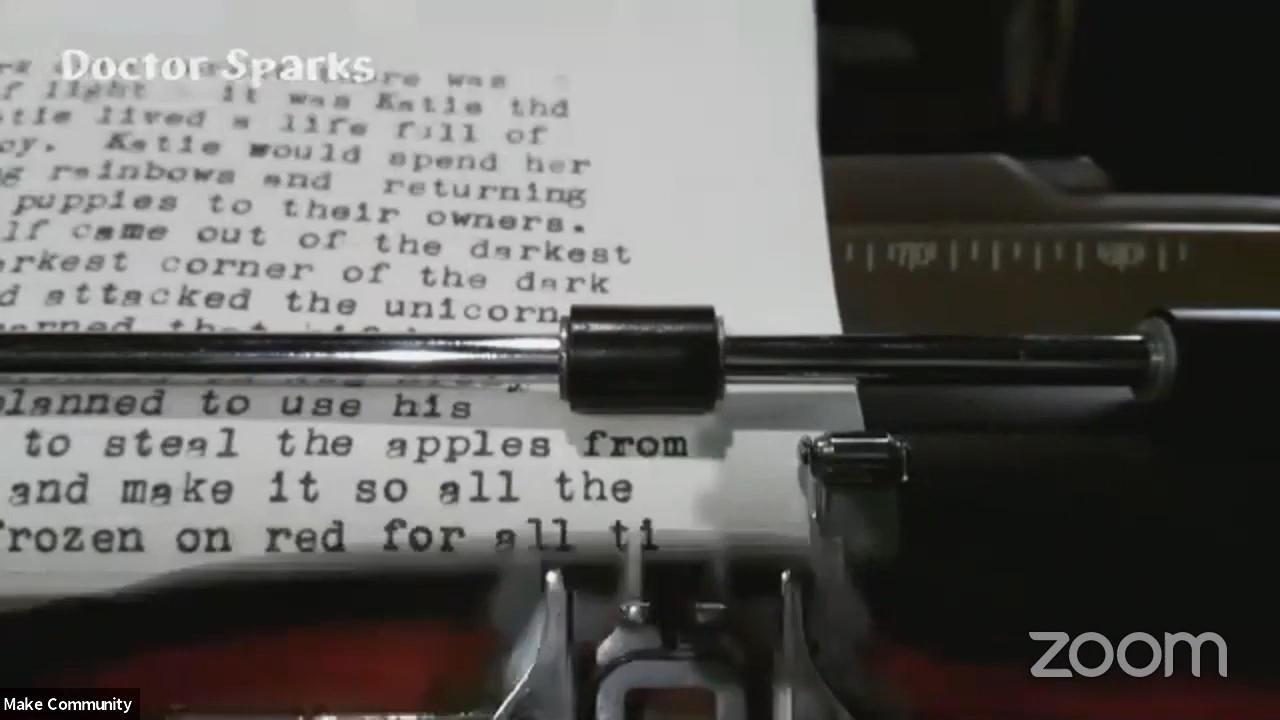 Doctor Sparks
was
light - it was Katie thd
lived a life full of
Katie would spend her
rainbows and returning
puppies to their owners.
came out of the darkest
corner of the dark
attacked the unicorn
that
planned to use his
to steal the apples from
and make it so all the
rozen on red for all ti
zoom
Make Community